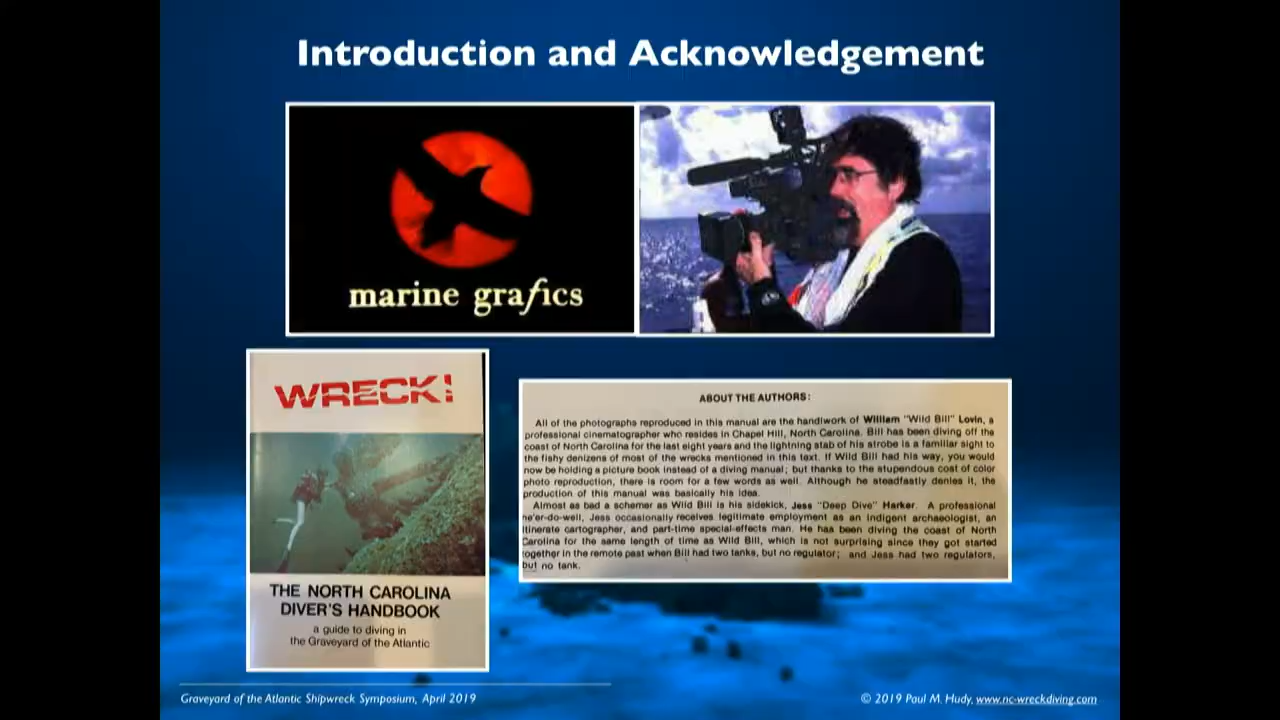 Introduction and Acknowledgement
marine grafics
WRECK!
THE NORTH CAROLINA
DIVER'S HANDBOOK
a guide to diving in
the Graveyard of the Atlantic
ABOUT THE AUTHORS:
All of the photographs reproduced in this manual are the handiwork of William "Wild Bill" Lovin, a
professional cinematographer who resides in Chapel Hill, North Carolina. Bill has been diving off the
coast of North Carolina for the last eight years and the lightning stab of his strobe is a familiar sight to
the fishy denizens of most of the wrecks mentioned in this text. If Wild Bill had his way, you would
now be holding a picture book instead of a diving manual; but thanks to the stupendous cost of color
photo reproduction, there is room for a few words as well. Although he steadfastly denies it, the
production of this manual was basically his idea.
Almost as bad a schemer as Wild Bill is his sidekick, Jess "Deep Dive" Harker. A professional
ne'er-do-well, Jess occasionally receives legitimate employment as an indigent archaeologist, an
itinerate cartographer, and part-time special-effects man. He has been diving the coast of North
Carolina for the same length of time as Wild Bill, which is not surprising since they got started
together in the remote past when Bill had two tanks, but no regulator; and Jess had two regulators,
but no tank.
Graveyard of the Atlantic Shipwreck Symposium, April 2019
© 2019 Paul M. Hudy, www.nc-wreckdiving.com